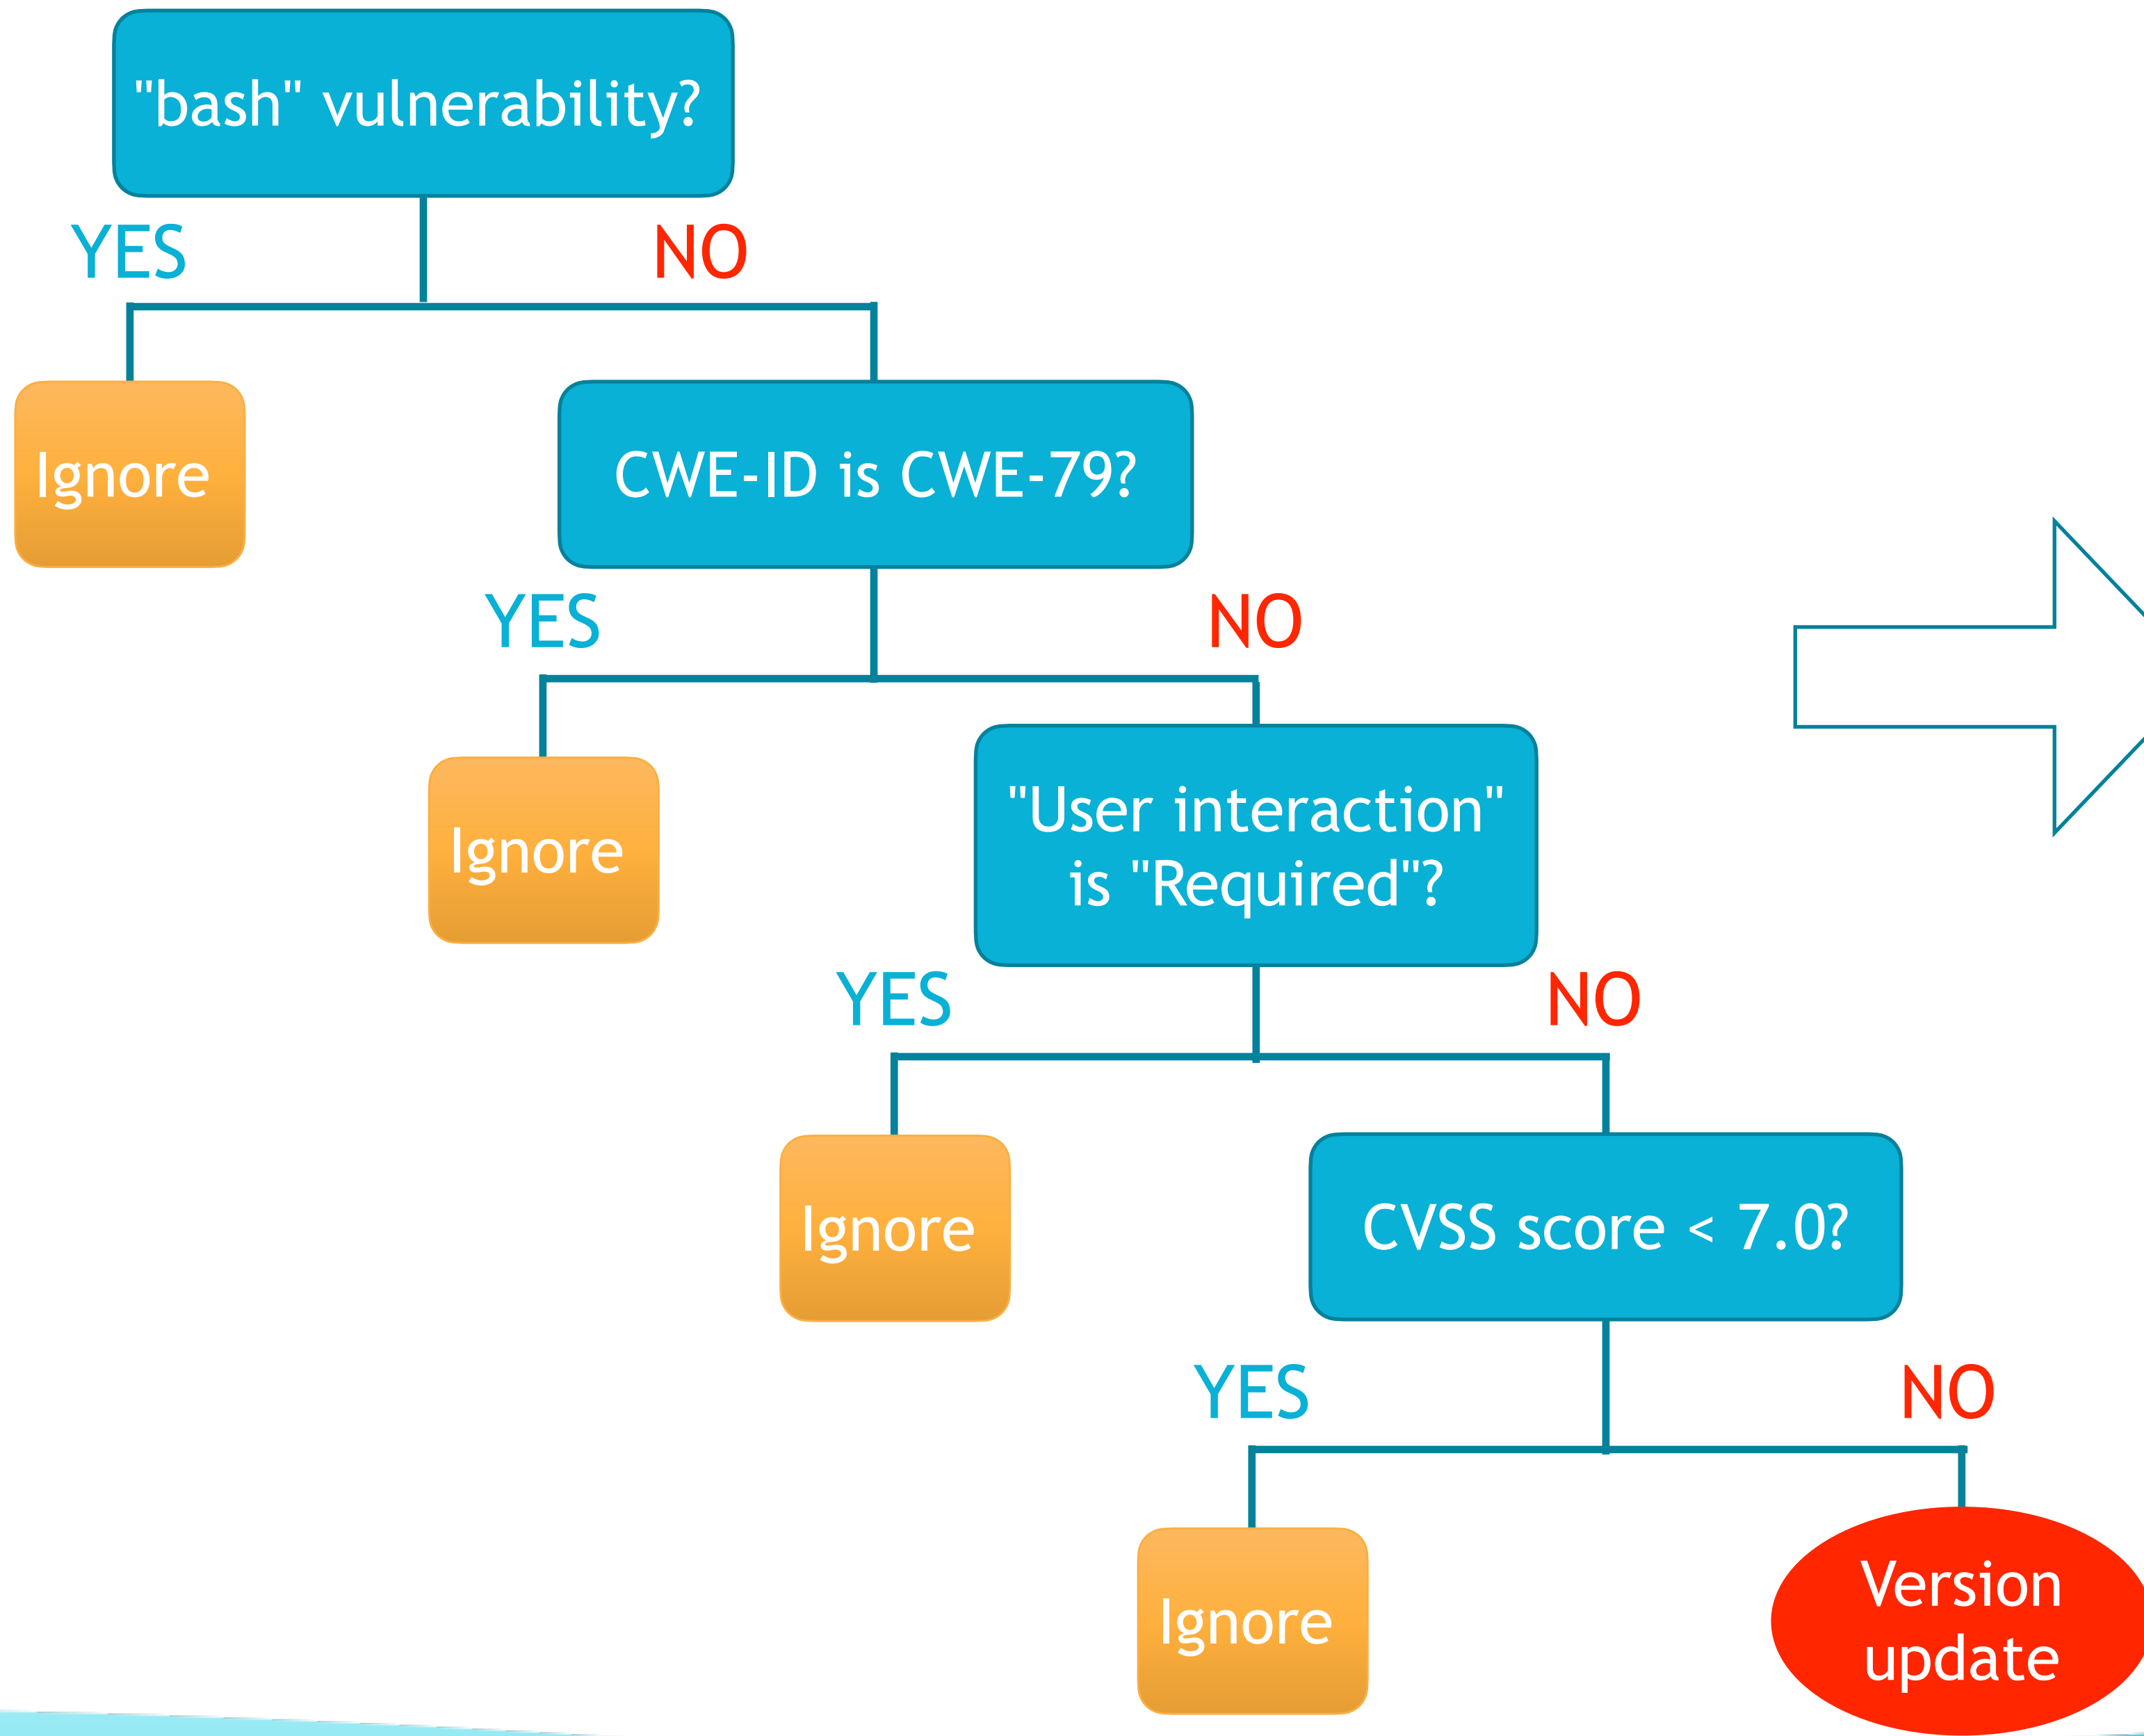 "bash" vulnerability?
YES
NO
Ignore
CWE-ID is CWE-79?
YES
NO
Ignore
"User interaction"
is "Required"?
YES
NO
Ignore
CVSS score < 7.0?
YES
NO
Ignore
Version
update